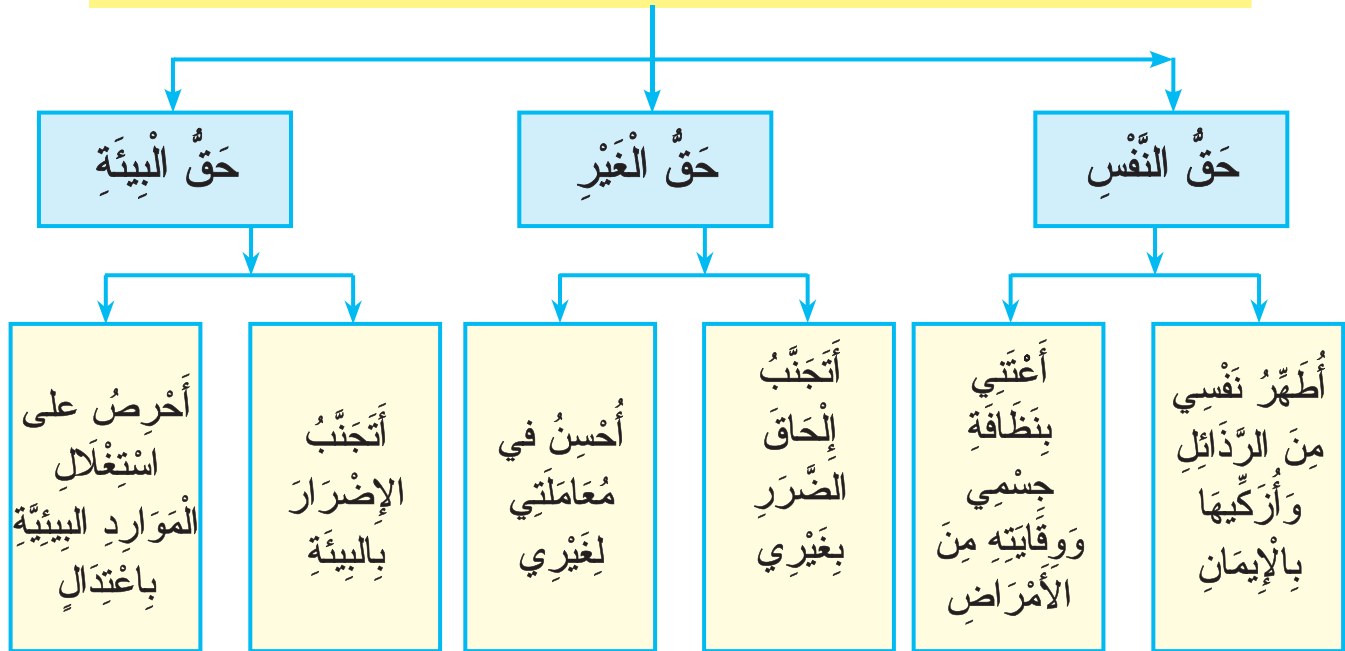 حَقُّ النَّفْسِ
حَقُّ الْغَيْرِ
حَقُّ الْبِيئَةِ
أُطَهِّرُ نَفْسِي
مِنَ الرَّذَائِلِ
وَأُزَكِّيهَا
بِالْإِيمَانِ
أَعْتَنِي
بِنَظَافَةِ
جِسْمِي
وَوِقَايَتِهِ مِنَ
الأَمْرَاضِ
أَتَجَنَّبُ
إِلْحَاقَ
الضَّرَرِ
بِغَيْرِي
أُحْسِنُ في
مُعَامَلَتِي
لِغَيْرِي
أَتَجَنَّبُ
الإِضْرَارَ
بِالبِيئَةِ
أَحْرِصُ على
اسْتِغْلَالِ
الْمَوَارِدِ البِيئِيَّةِ
بِاعْتِدَالٍ